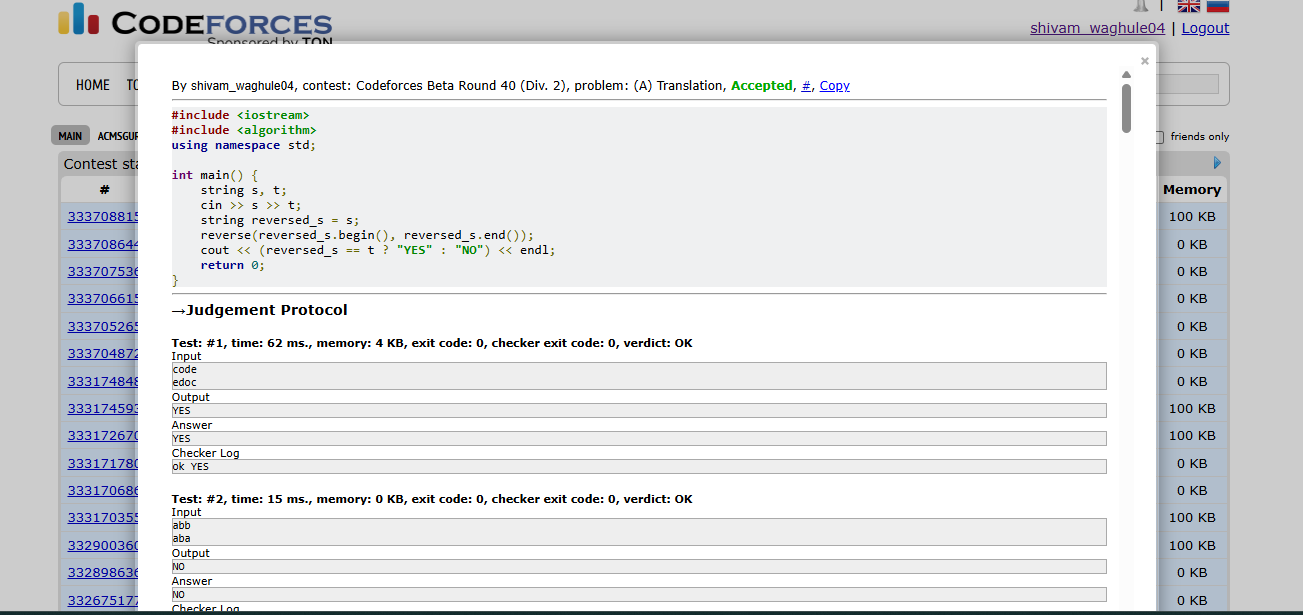 CODEFORCES
Sponsored by TON
shivam_waghule04 | Logout
HOME
MAIN ACMSGUR
friends only
Contest sta
#
Memory
333708815 100 KB
333708644 0 KB
333707536 0 KB
333706615 0 KB
333705265 0 KB
333704872 0 KB
333174848 0 KB
333174593 100 KB
333172670 100 KB
333171780 0 KB
333170686 0 KB
333170355 100 KB
332900360 100 KB
332898636 0 KB
332675177 0 KB
×
By shivam_waghule04, contest: Codeforces Beta Round 40 (Div. 2), problem: (A) Translation, Accepted, #, Copy
#include <iostream>
#include <algorithm>
using namespace std;
int main() {
    string s, t;
    cin >> s >> t;
    string reversed_s = s;
    reverse(reversed_s.begin(), reversed_s.end());
    cout << (reversed_s == t ? "YES" : "NO") << endl;
    return 0;
}
→Judgement Protocol
Test: #1, time: 62 ms., memory: 4 KB, exit code: 0, checker exit code: 0, verdict: OK
Input
code
edoc
Output
YES
Answer
YES
Checker Log
ok YES
Test: #2, time: 15 ms., memory: 0 KB, exit code: 0, checker exit code: 0, verdict: OK
Input
abb
aba
Output
NO
Answer
NO
Checker Log